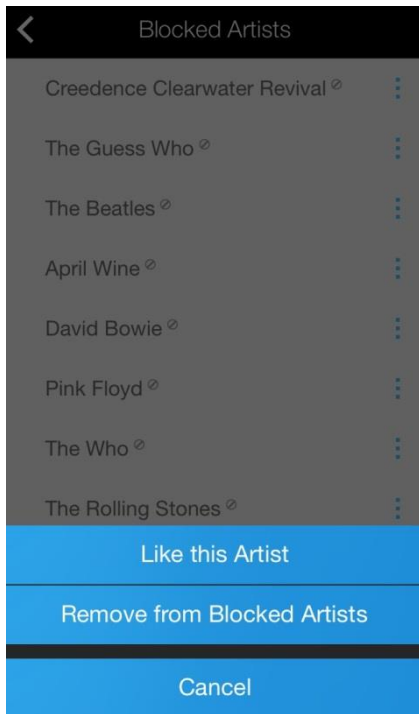 Blocked Artists
Creedence Clearwater Revival
The Guess Who
The Beatles
April Wine
David Bowie
Pink Floyd
The Who
The Rolling Stones
Like this Artist
Remove from Blocked Artists
Cancel